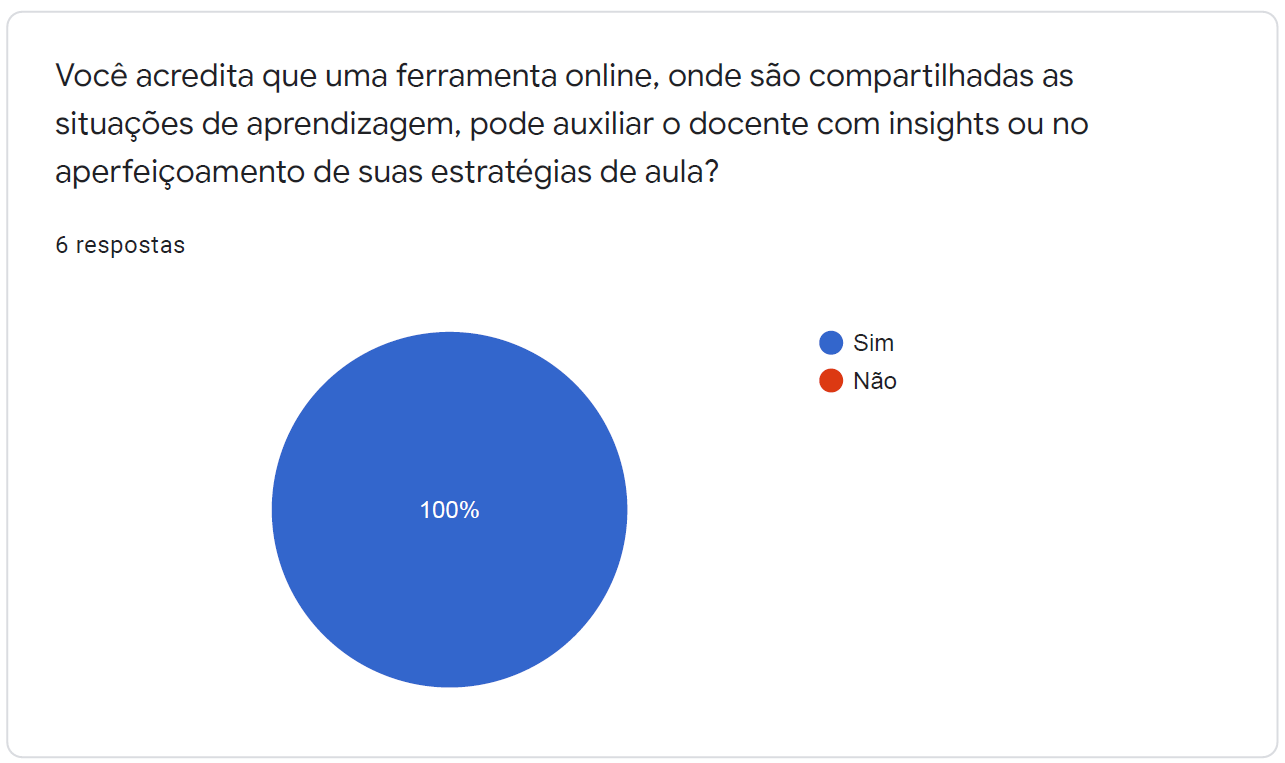 Você acredita que uma ferramenta online, onde são compartilhadas as
situações de aprendizagem, pode auxiliar o docente com insights ou no
aperfeiçoamento de suas estratégias de aula?
6 respostas
Sim
Não
100%